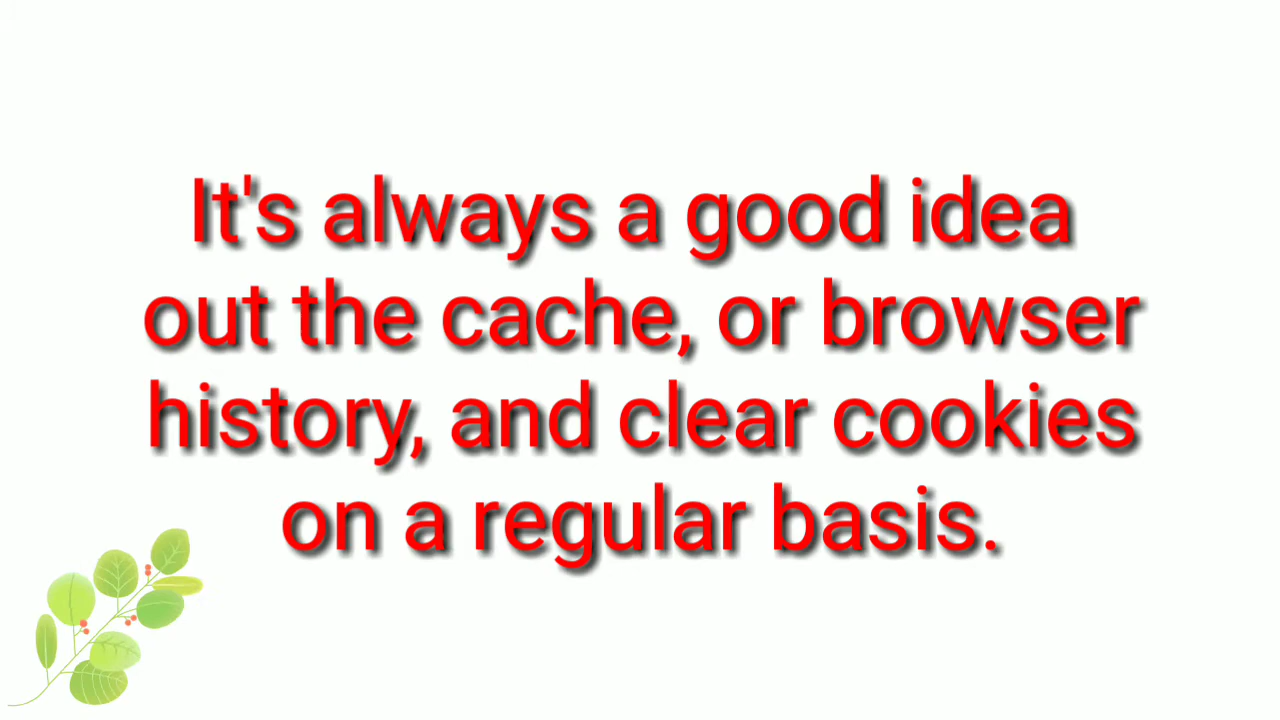 It's always a good idea
out the cache, or browser
history, and clear cookies
on a regular basis.